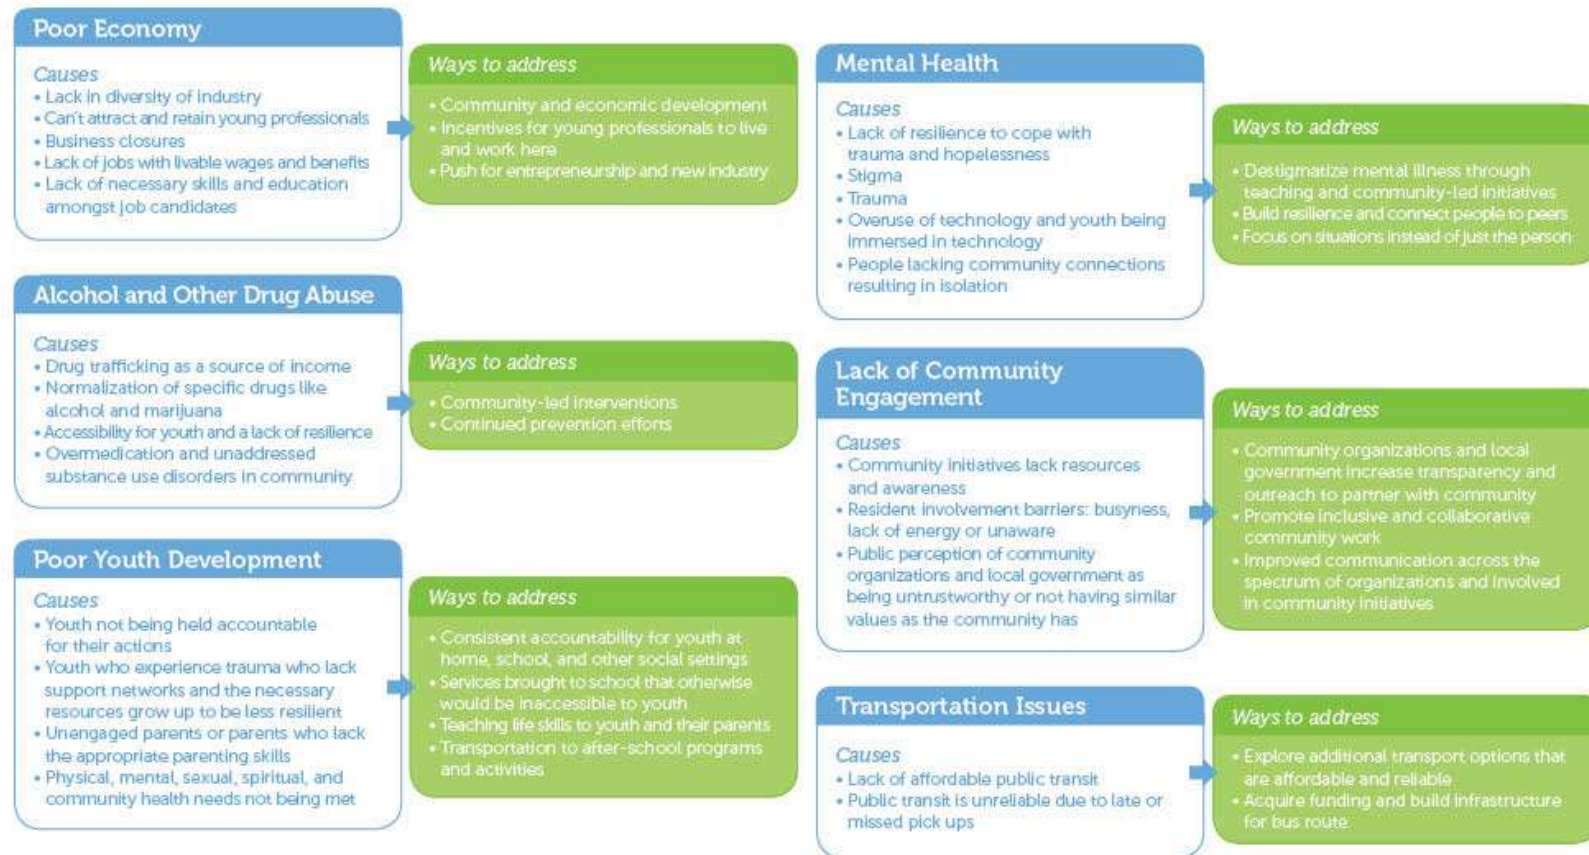 Poor Economy
Causes
• Lack in diversity of industry
• Can't attract and retain young professionals
• Business closures
• Lack of jobs with livable wages and benefits
• Lack of necessary skills and education
amongst job candidates
Ways to address
• Community and economic development
• Incentives for young professionals to live
and work here
• Push for entrepreneurship and new industry
Alcohol and Other Drug Abuse
Causes
• Drug trafficking as a source of income
• Normalization of specific drugs like
alcohol and marijuana
• Accessibility for youth and a lack of resilience
• Overmedication and unaddressed
substance use disorders in community
Ways to address
• Community-led interventions
• Continued prevention efforts
Poor Youth Development
Causes
• Youth not being held accountable
for their actions
• Youth who experience trauma who lack
support networks and the necessary
resources grow up to be less resilient
• Unengaged parents or parents who lack
the appropriate parenting skills
• Physical, mental, sexual, spiritual, and
community health needs not being met
Ways to address
• Consistent accountability for youth at
home, school, and other social settings
• Services brought to school that otherwise
would be inaccessible to youth
• Teaching life skills to youth and their parents
• Transportation to after-school programs
and activities
Mental Health
Causes
• Lack of resilience to cope with
trauma and hopelessness
• Stigma
• Trauma
• Overuse of technology and youth being
immersed in technology
• People lacking community connections
resulting in isolation
Ways to address
• Destigmatize mental illness through
teaching and community-led initiatives
• Build resilience and connect people to peers
• Focus on situations instead of just the person
Lack of Community
Engagement
Causes
• Community initiatives lack resources
and awareness
• Resident involvement barriers: busyness,
lack of energy or unaware
• Public perception of community
organizations and local government as
being untrustworthy or not having similar
values as the community has
Ways to address
• Community organizations and local
government increase transparency and
outreach to partner with community
• Promote inclusive and collaborative
community work
• Improved communication across the
spectrum of organizations and involved
in community initiatives
Transportation Issues
Causes
• Lack of affordable public transit
• Public transit is unreliable due to late or
missed pick ups
Ways to address
• Explore additional transport options that
are affordable and reliable
• Acquire funding and build infrastructure
for bus route.